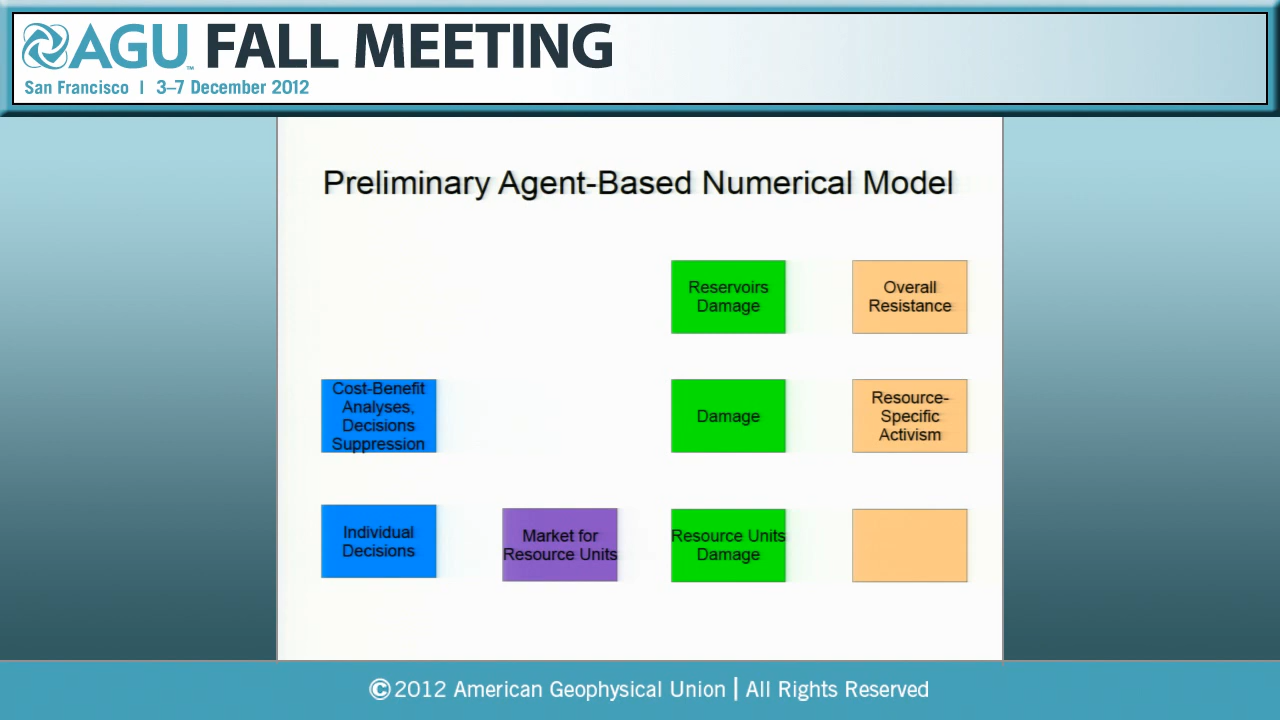 AGU™ FALL MEETING
San Francisco | 3–7 December 2012
Preliminary Agent-Based Numerical Model
Reservoirs
Damage
Overall
Resistance
Cost-Benefit
Analyses,
Decisions
Suppression
Damage
Resource-
Specific
Activism
Individual
Decisions
Market for
Resource Units
Resource Units
Damage
©2012 American Geophysical Union | All Rights Reserved